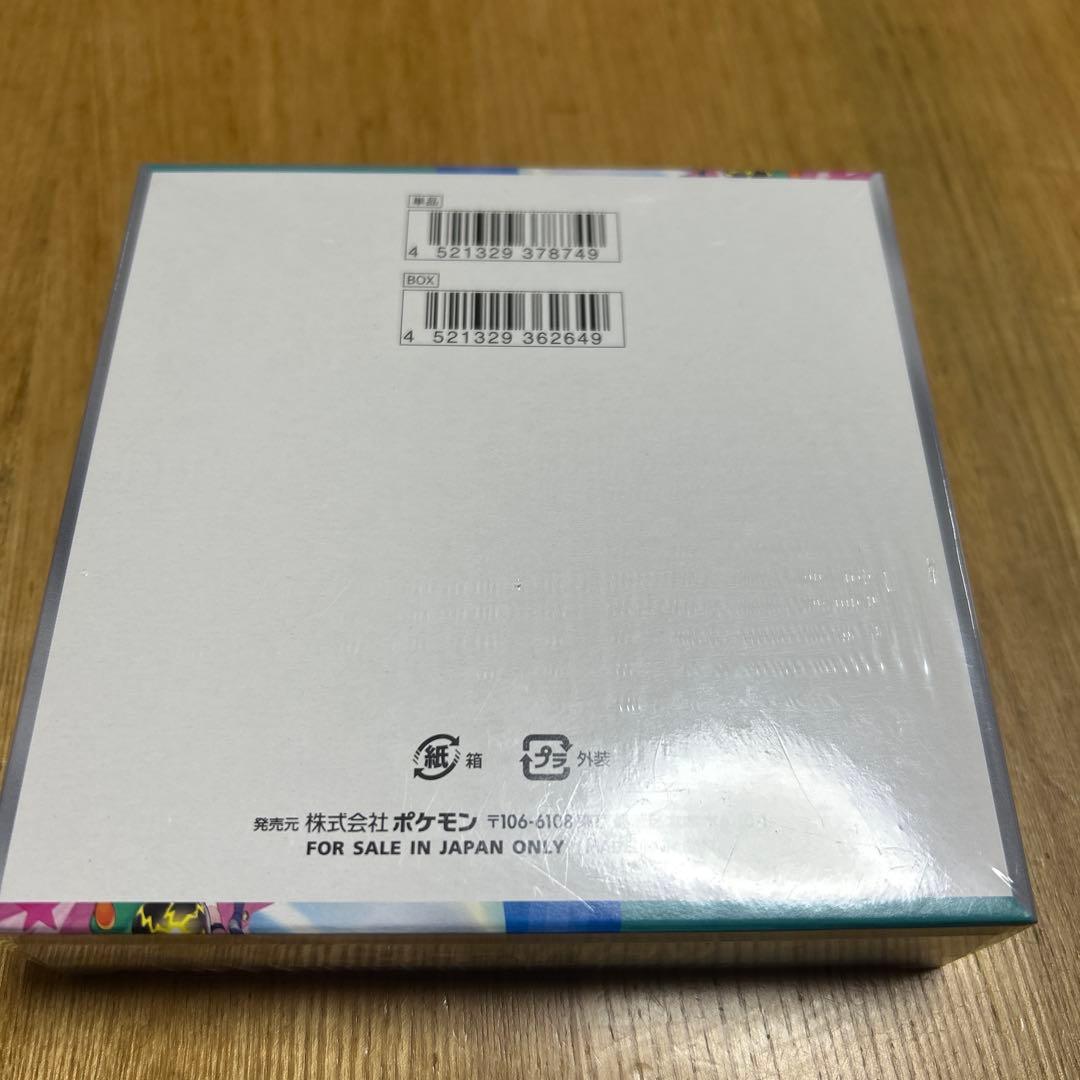 単品
4 521329 378749
BOX
4 521329 362649
紙 箱 プラ 外装
発売元 株式会社ポケモン 〒106-6108
FOR SALE IN JAPAN ONLY